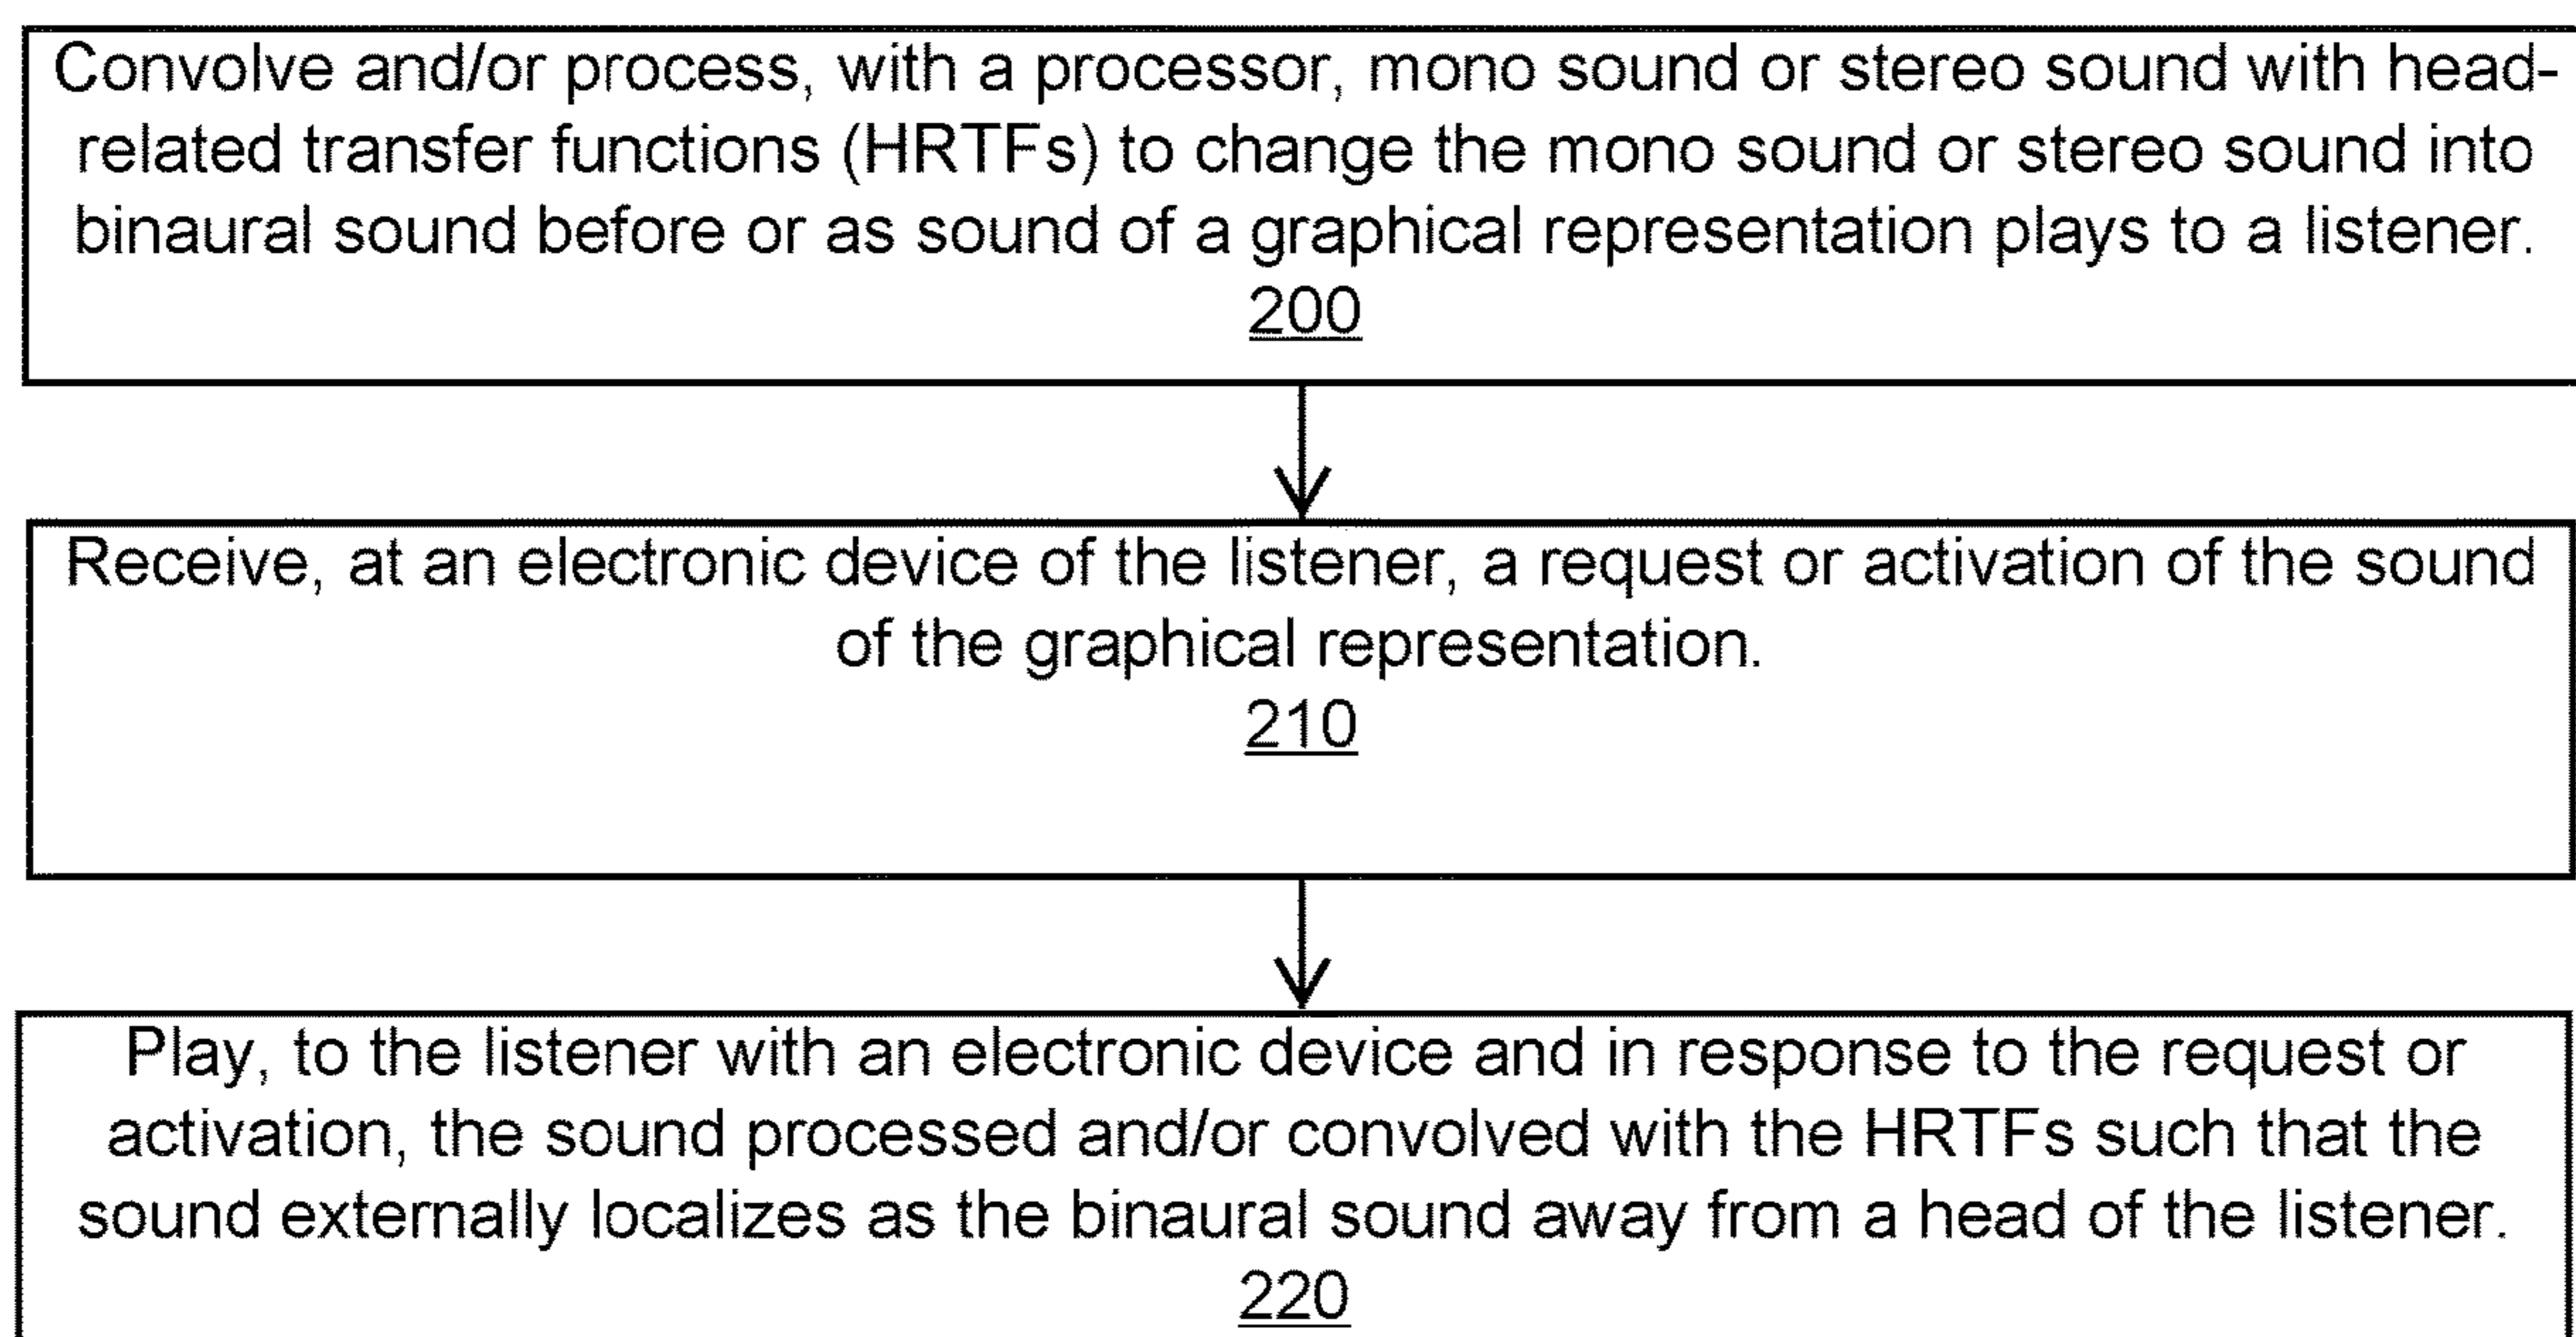 Convolve and/or process, with a processor, mono sound or stereo sound with head-
related transfer functions (HRTFs) to change the mono sound or stereo sound into
binaural sound before or as sound of a graphical representation plays to a listener.
200
Receive, at an electronic device of the listener, a request or activation of the sound
of the graphical representation.
210
Play, to the listener with an electronic device and in response to the request or
activation, the sound processed and/or convolved with the HRTFs such that the
sound externally localizes as the binaural sound away from a head of the listener.
220